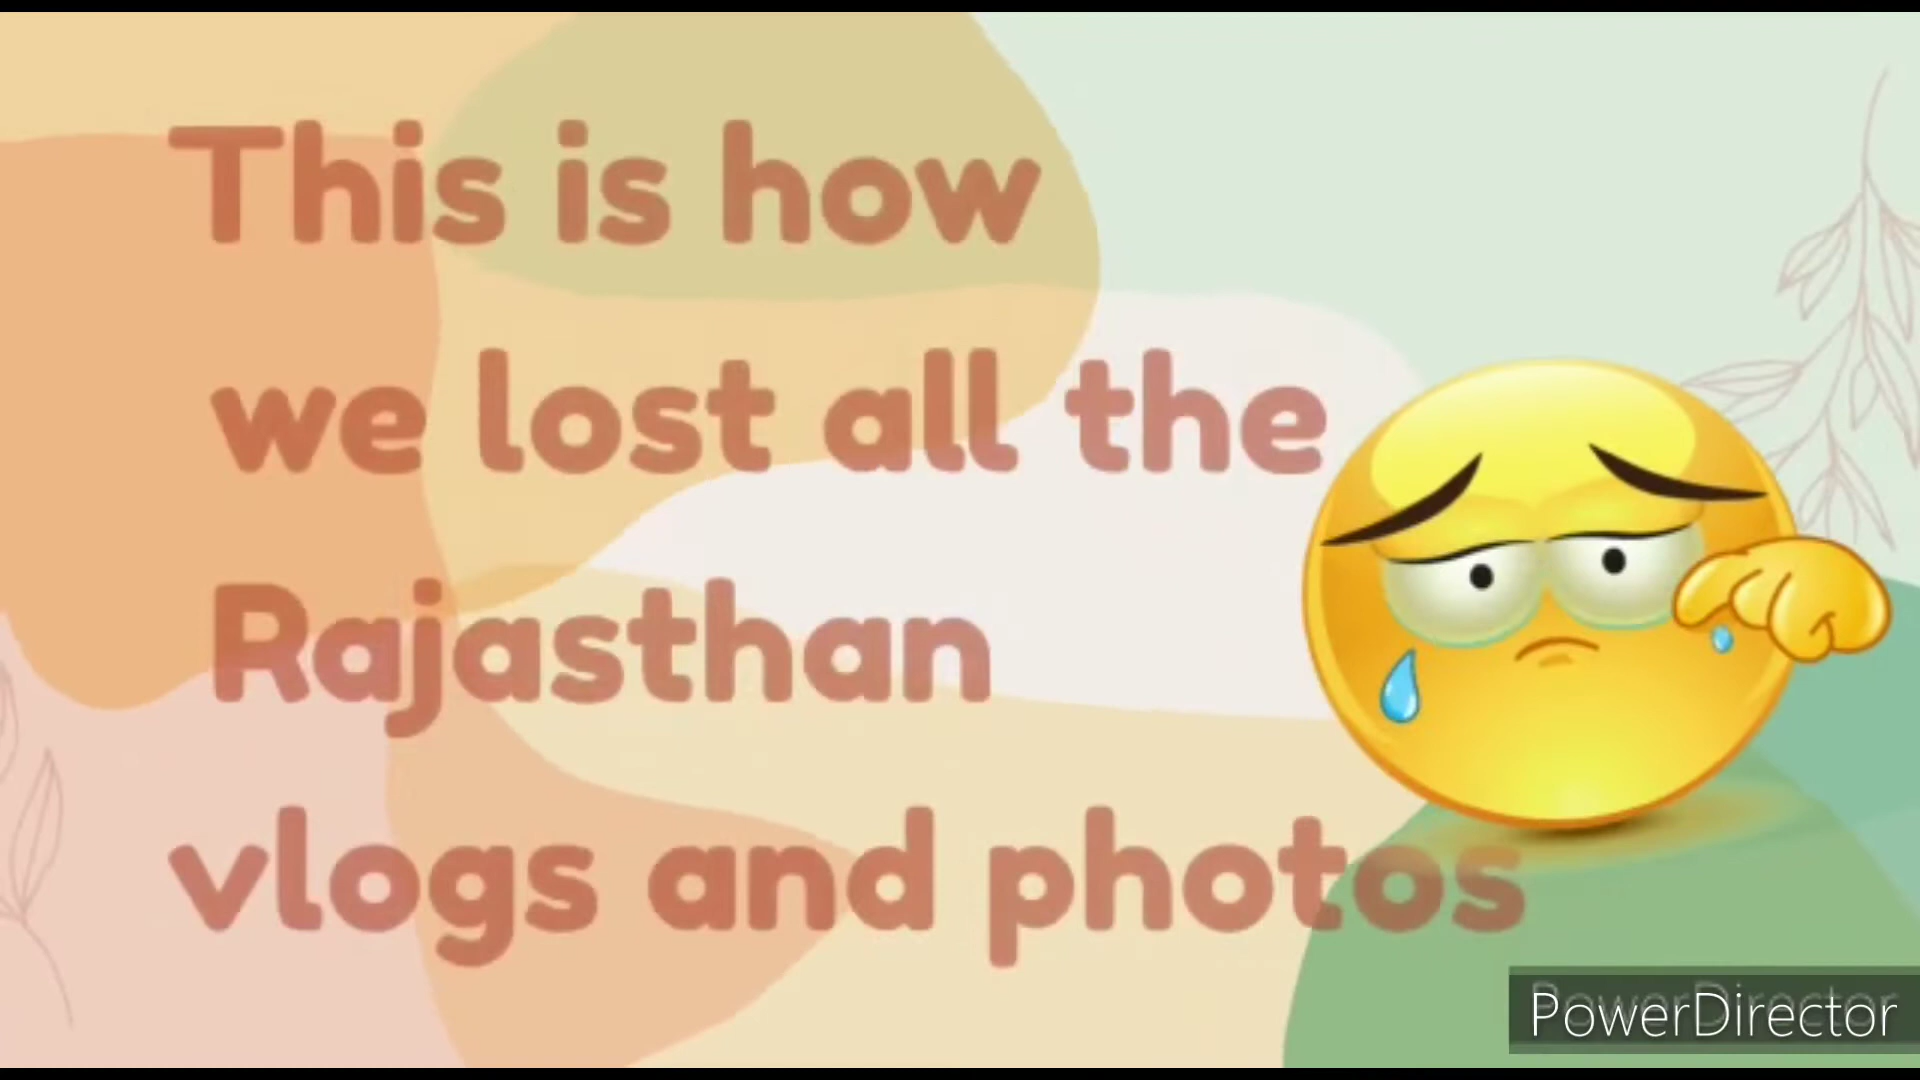 This is how
we lost all the
Rajasthan
vlogs and photos
PowerDirector